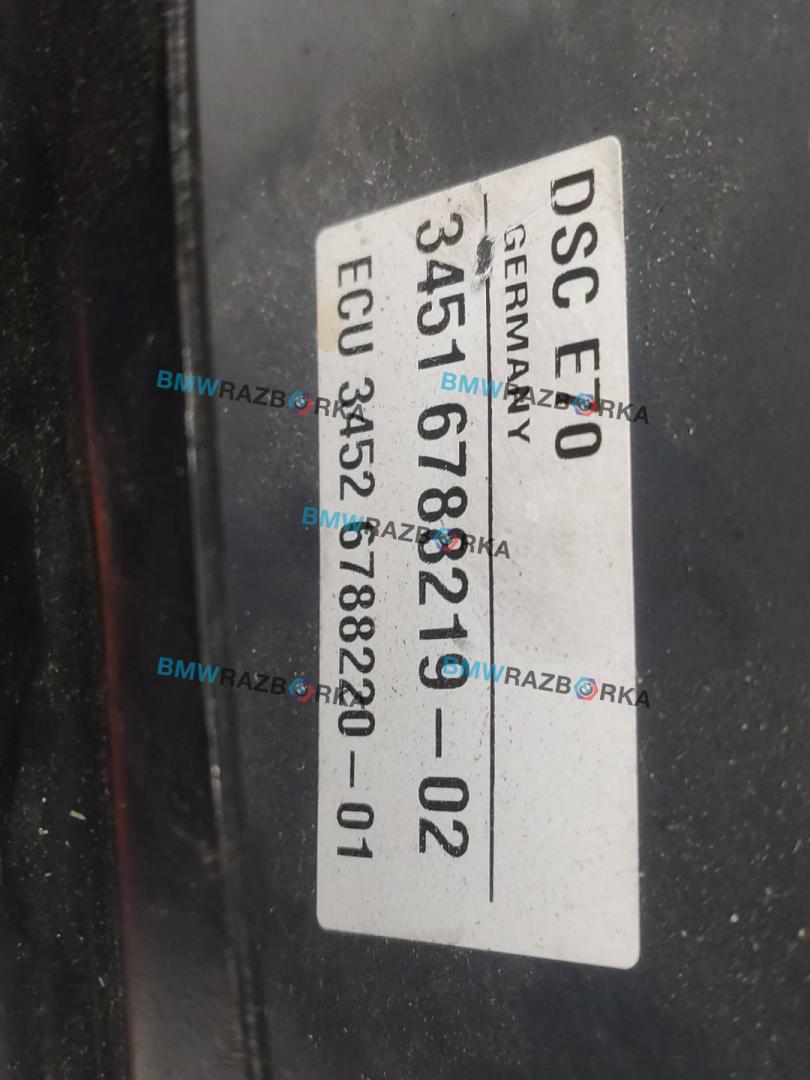 DSC E70
GERMANY
3451 6788219-02
ECU 3452 6788220-01
BMWRAZBORKA
BMWRAZBORKA
BMWRAZBORKA
BMWRAZBORKA
BMWRAZBORKA